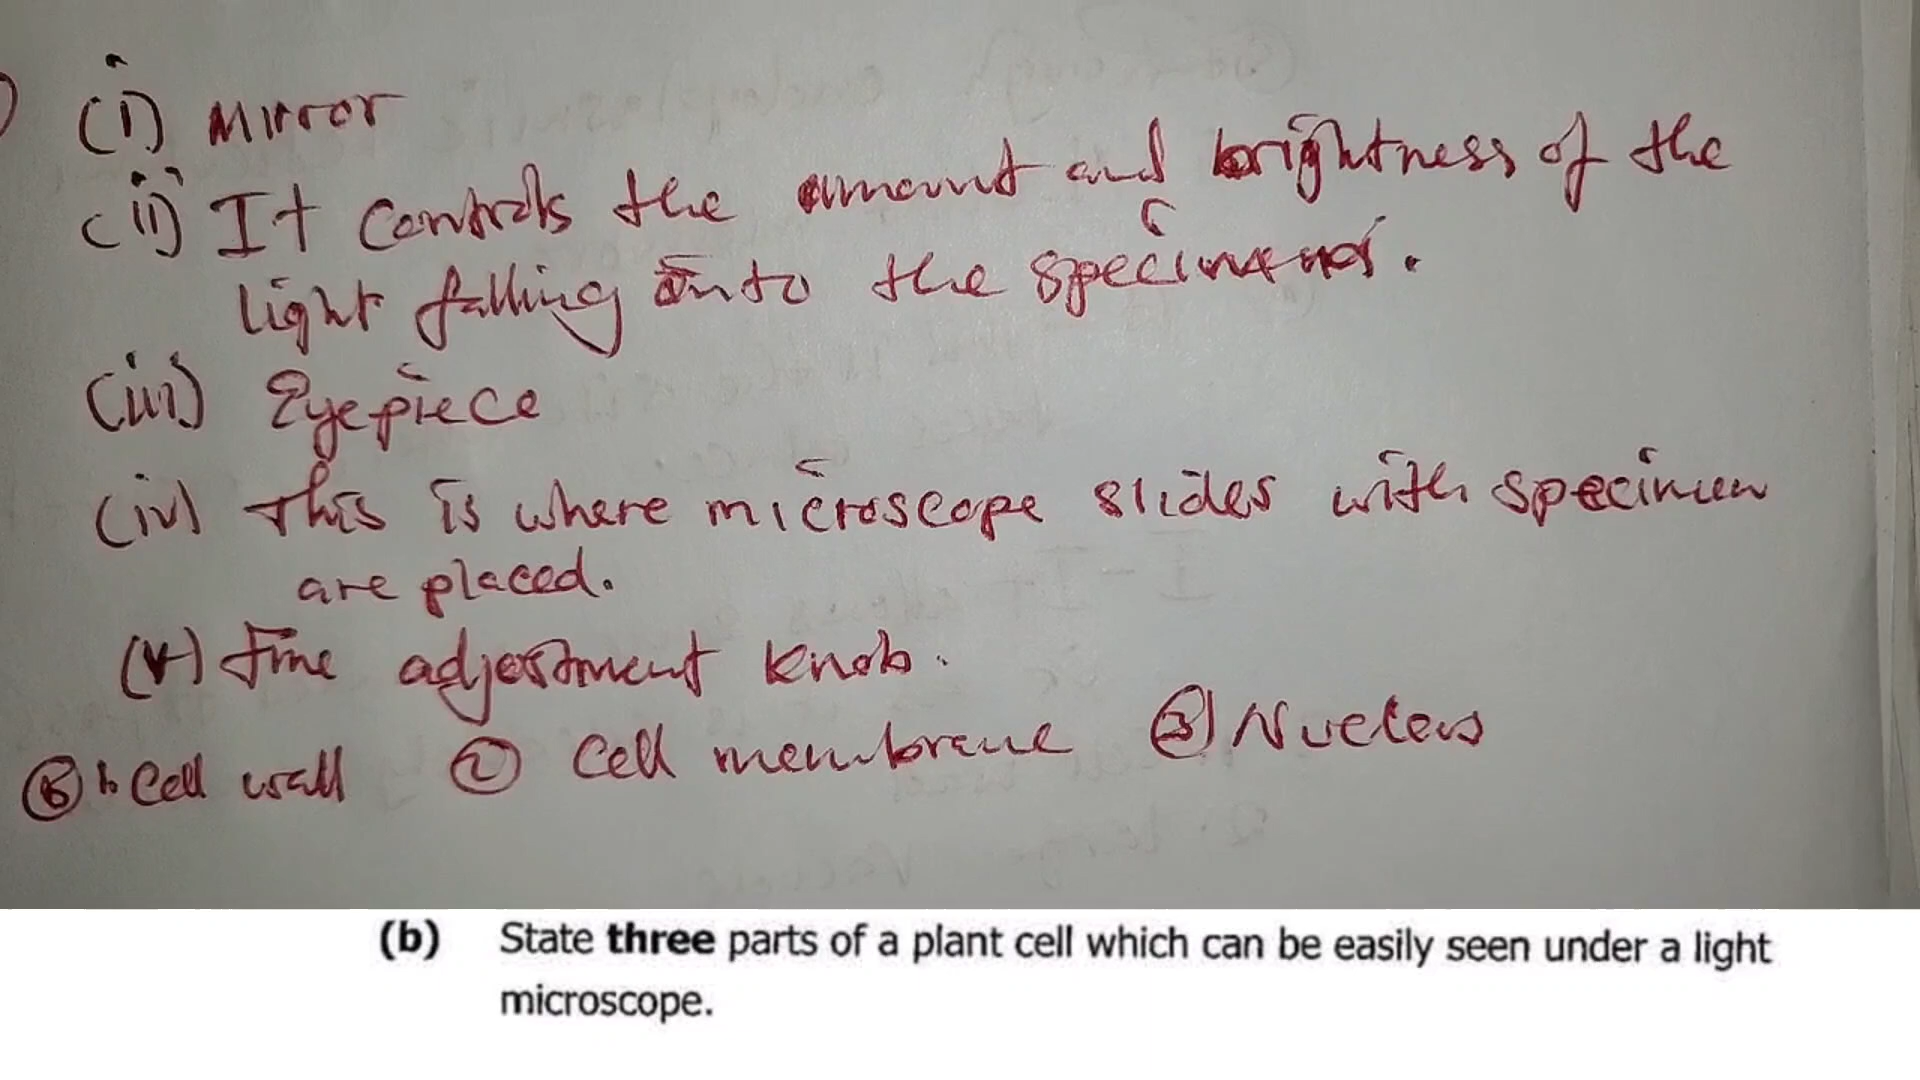 (i) Mirror
(ii) It controls the amount and brightness of the
light falling onto the specimens.
(iii) Eyepiece
(iv) This is where microscope slides with specimen
are placed.
(v) Fine adjustment knob.
(b) 1. Cell wall (2) Cell membrane (3) Nucleus
(b) State three parts of a plant cell which can be easily seen under a light
microscope.